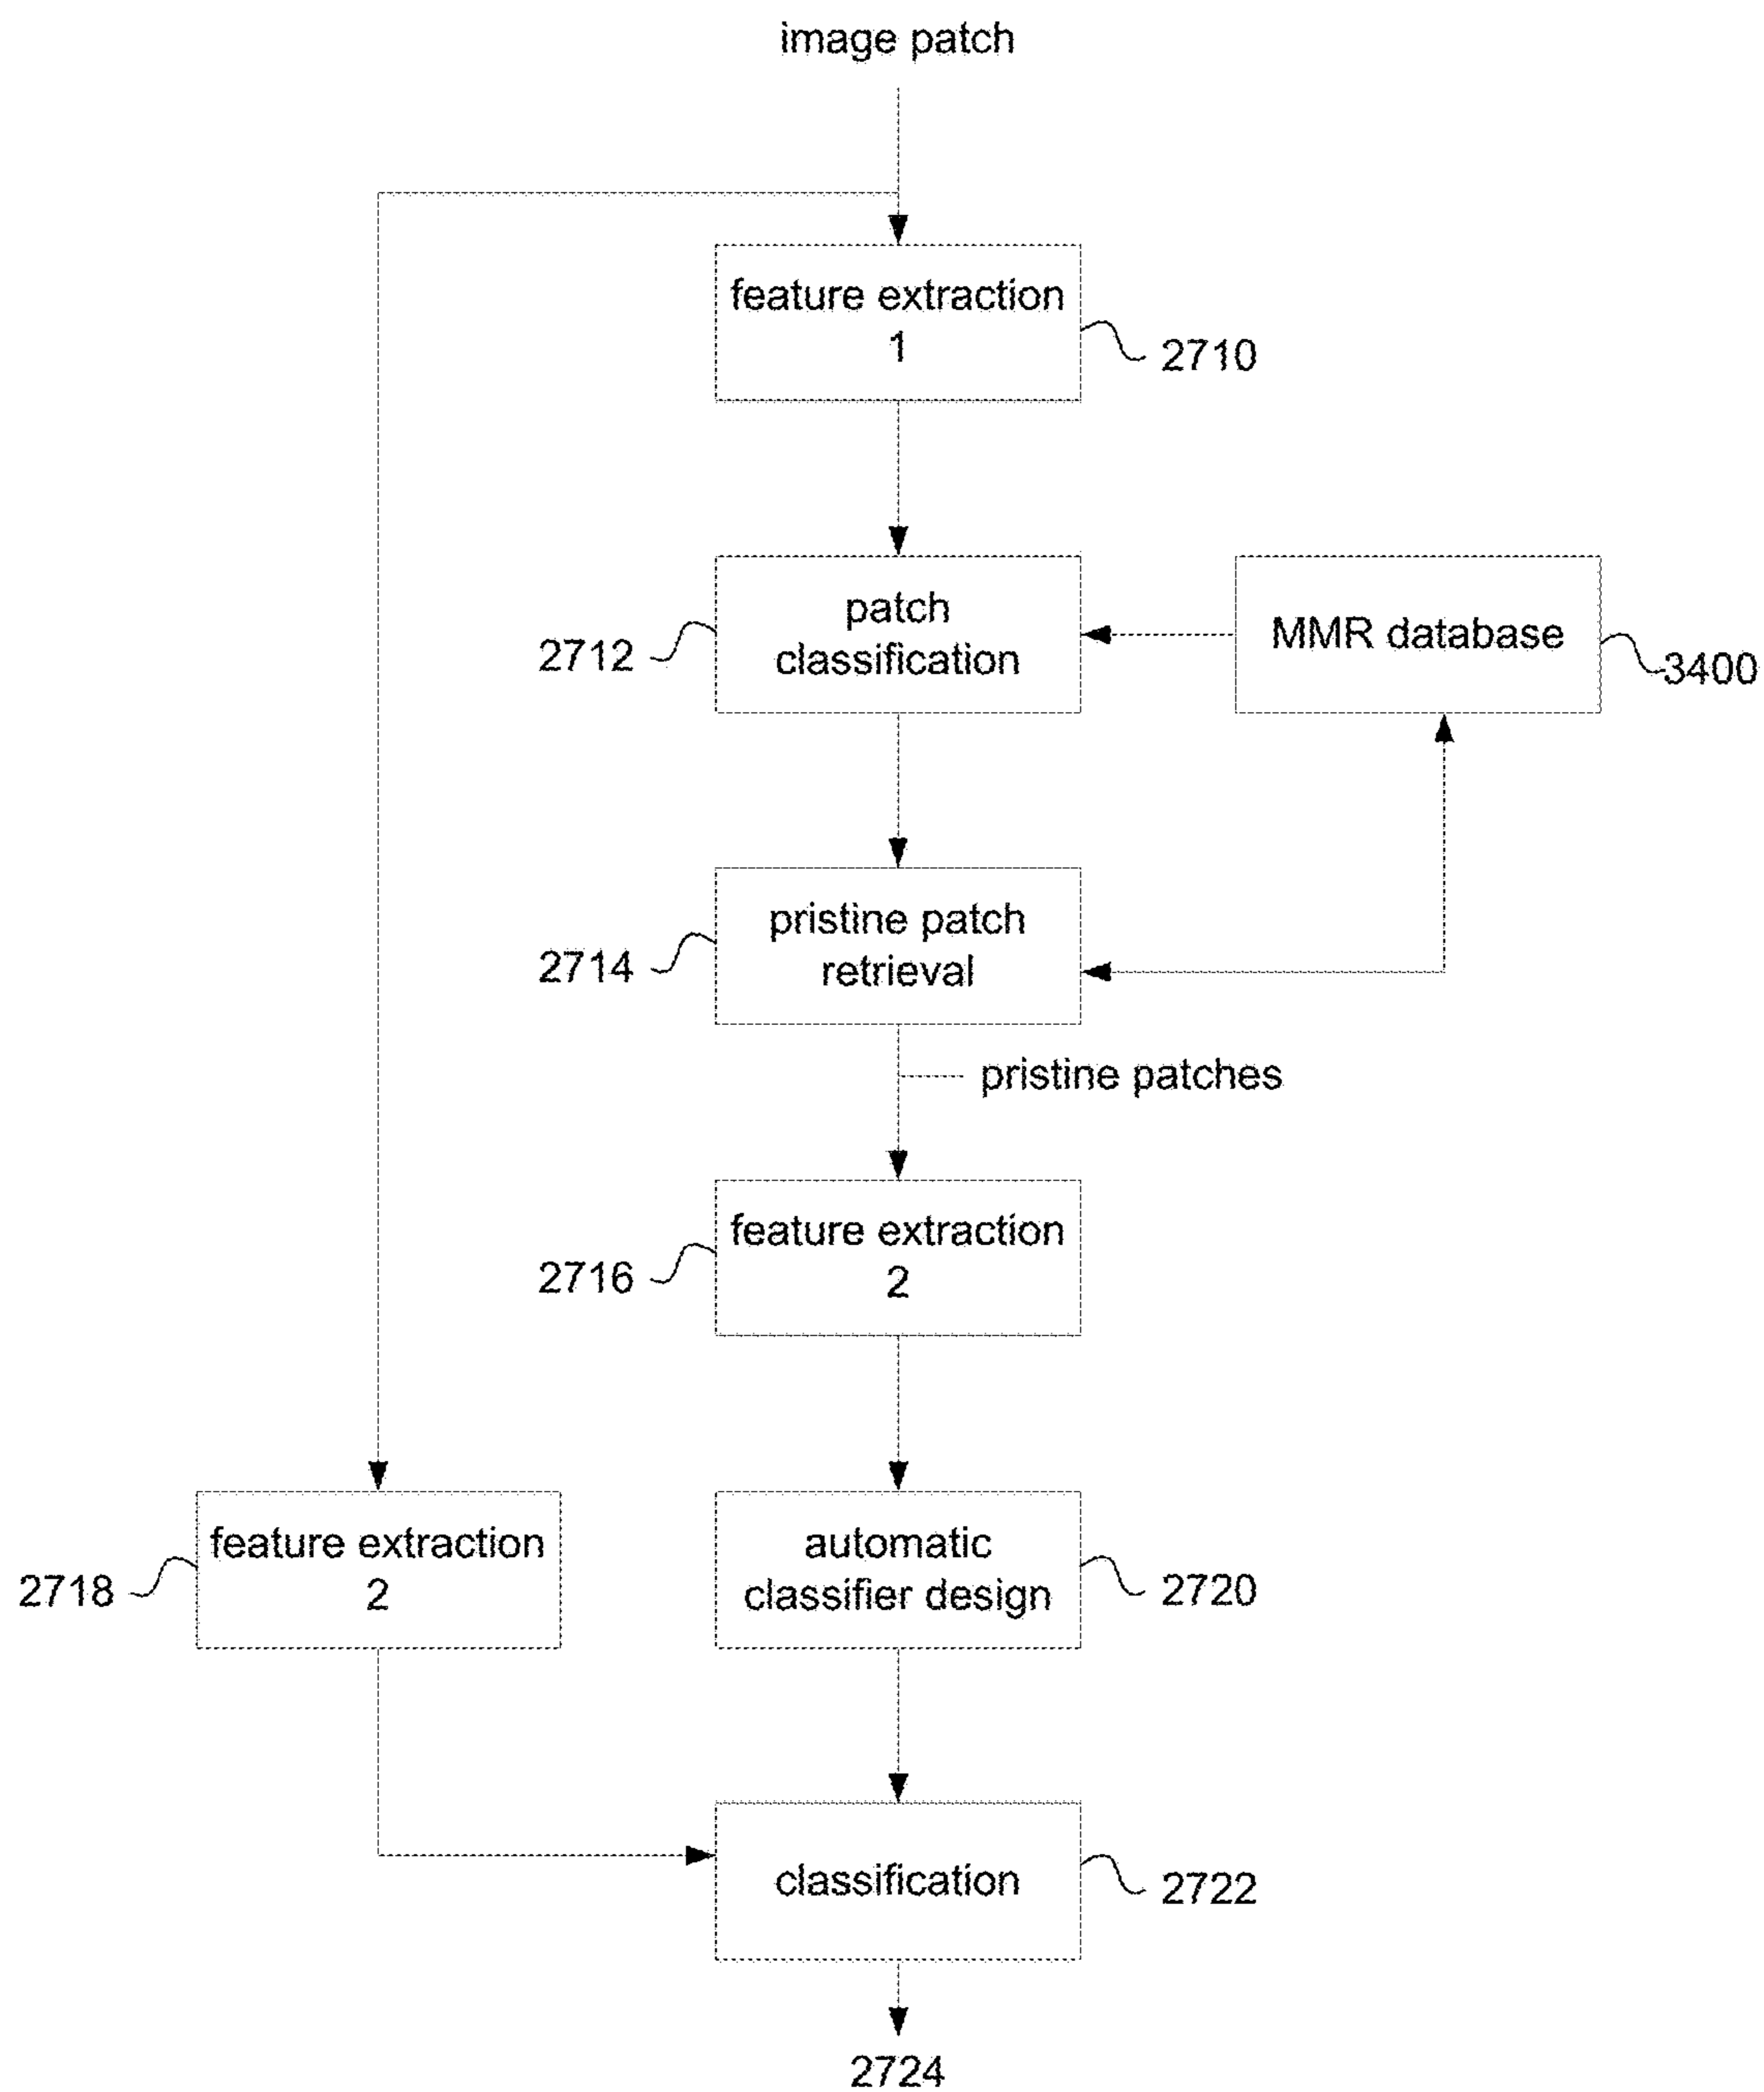 image patch
feature extraction
1
2710
patch
classification
2712
MMR database
3400
pristine patch
retrieval
2714
pristine patches
feature extraction
2
2716
feature extraction
2
2718
automatic
classifier design
2720
classification
2722
2724